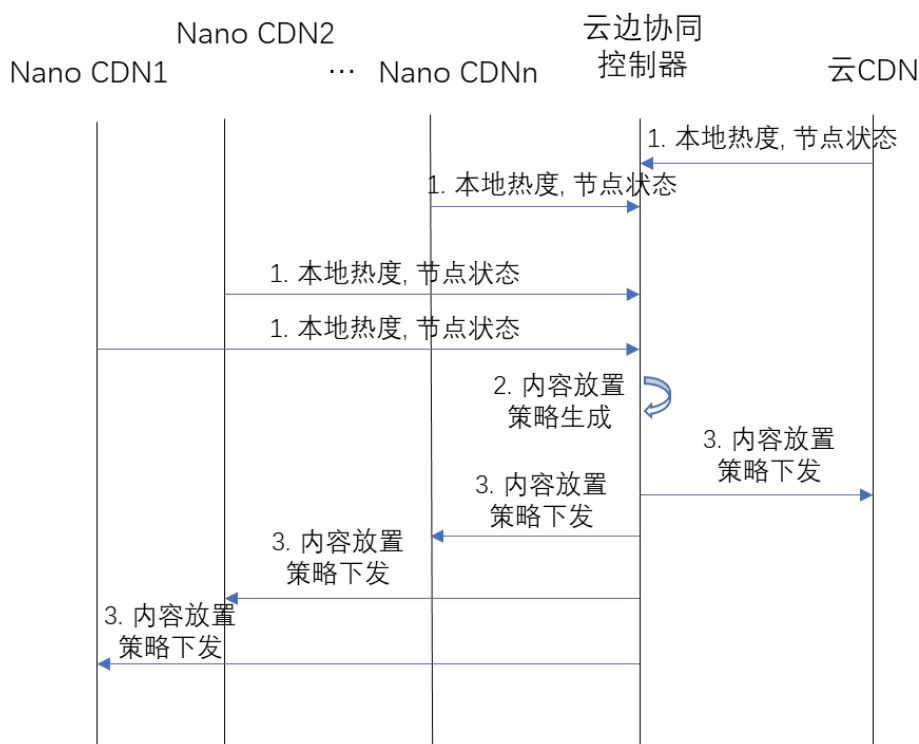 Nano CDN1
Nano CDN2
…
Nano CDNn
云边协同
控制器
云CDN
1. 本地热度, 节点状态
1. 本地热度, 节点状态
1. 本地热度, 节点状态
1. 本地热度, 节点状态
2. 内容放置
策略生成
3. 内容放置
策略下发
3. 内容放置
策略下发
3. 内容放置
策略下发
3. 内容放置
策略下发